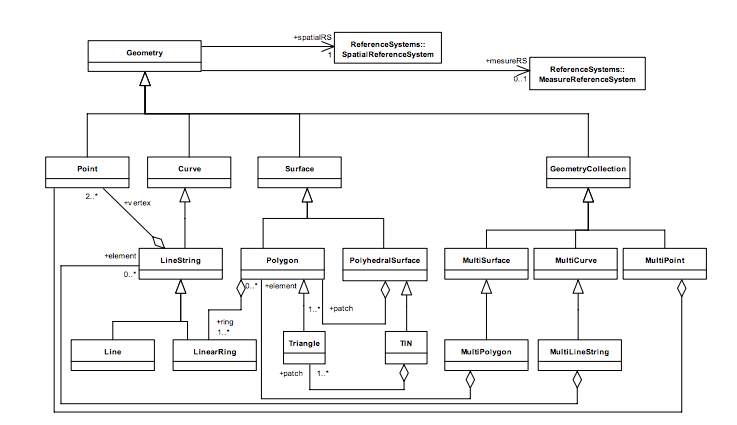 +spatialRS
1
ReferenceSystems::
SpatialReferenceSystem
Geometry
+mesureRS
0..1
ReferenceSystems::
MeasureReferenceSystem
Point
Curve
Surface
GeometryCollection
2..*
+vertex
+element
0..*
LineString
Polygon
PolyhedralSurface
MultiSurface
MultiCurve
MultiPoint
0..*
+element
+ring
1..*
1..*
+patch
Line
LinearRing
Triangle
TIN
MultiPolygon
MultiLineString
+patch
1..*